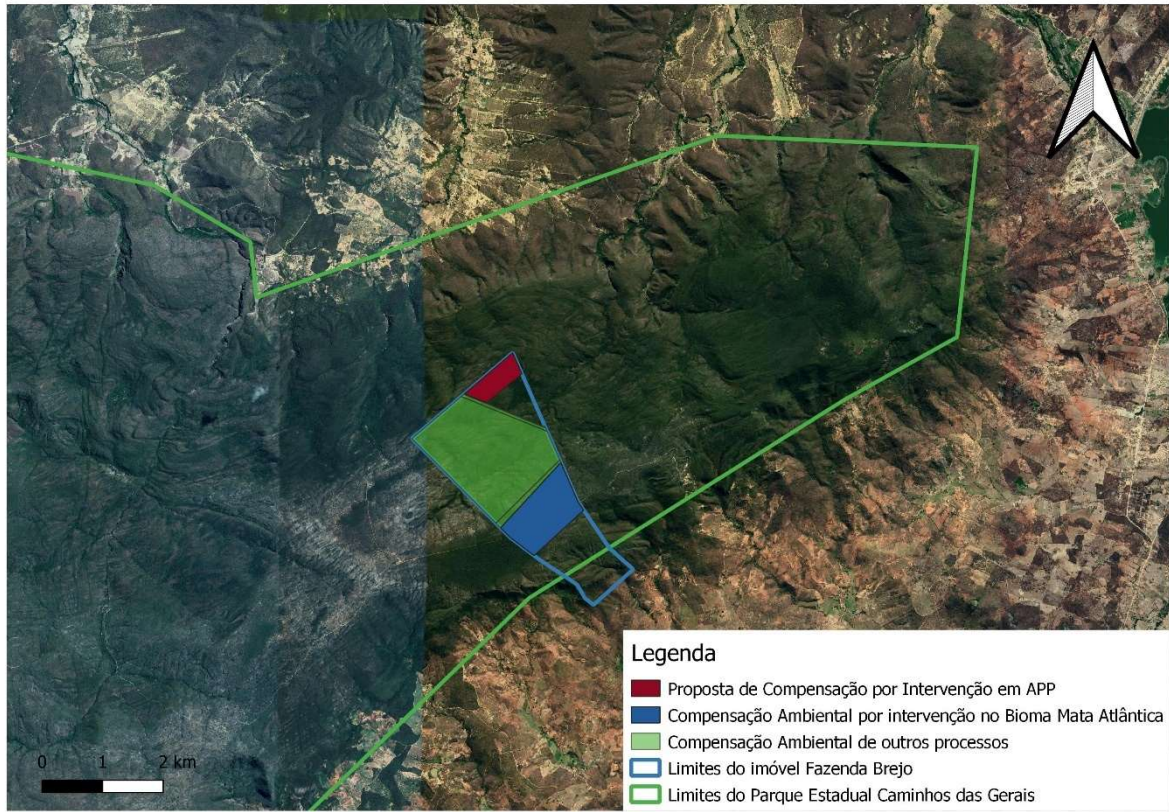 Legenda
Proposta de Compensação por Intervenção em APP
Compensação Ambiental por intervenção no Bioma Mata Atlântica
Compensação Ambiental de outros processos
Limites do imóvel Fazenda Brejo
Limites do Parque Estadual Caminhos das Gerais
0 1 2 km